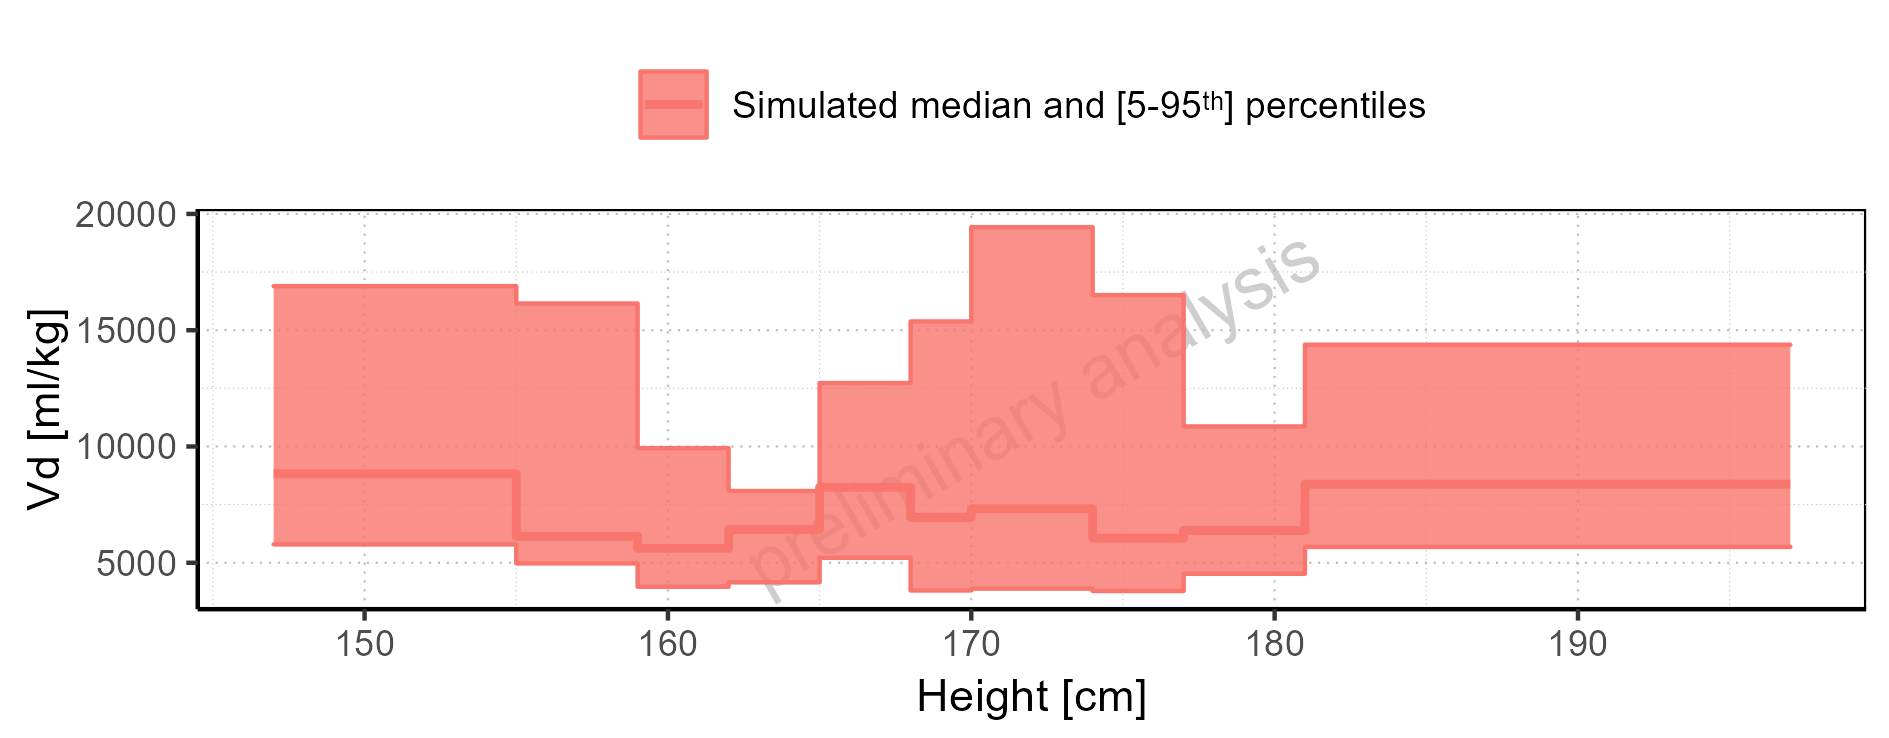 Simulated median and [5-95th] percentiles
20000
15000
10000
5000
Vd [ml/kg]
preliminary analysis
150 160 170 180 190
Height [cm]